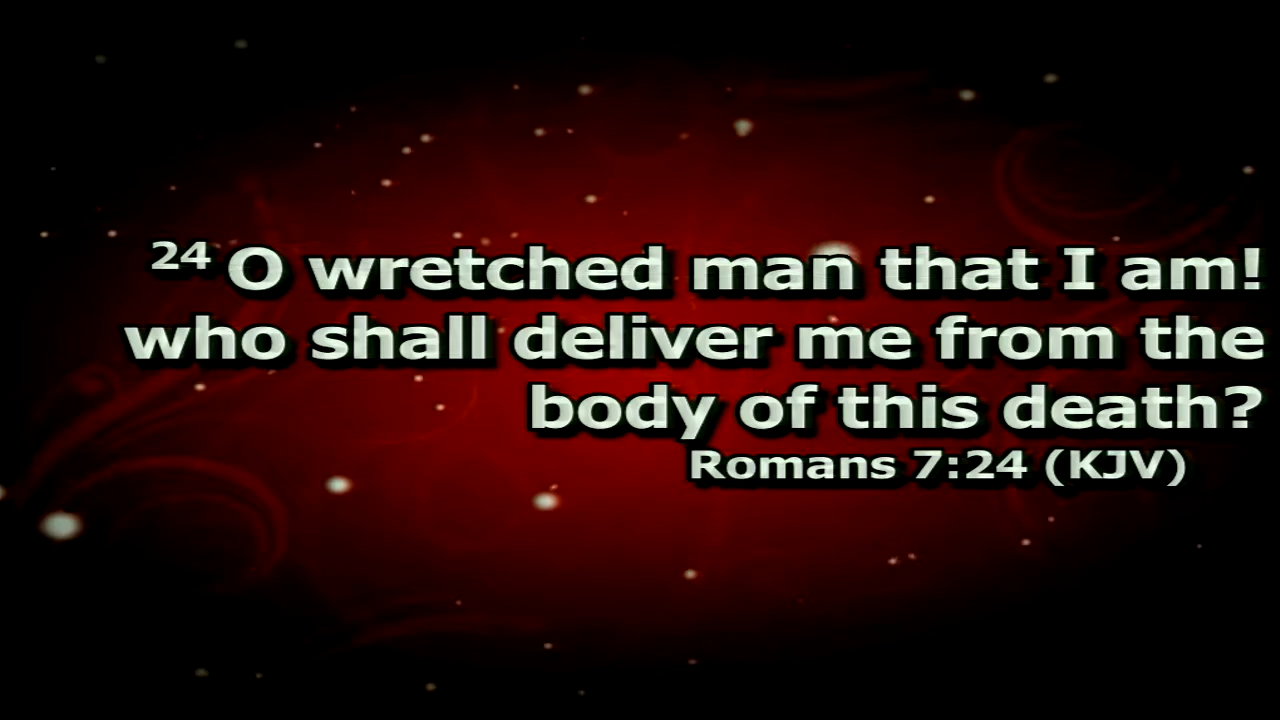 24 O wretched man that I am!
who shall deliver me from the
body of this death?
Romans 7:24 (KJV)